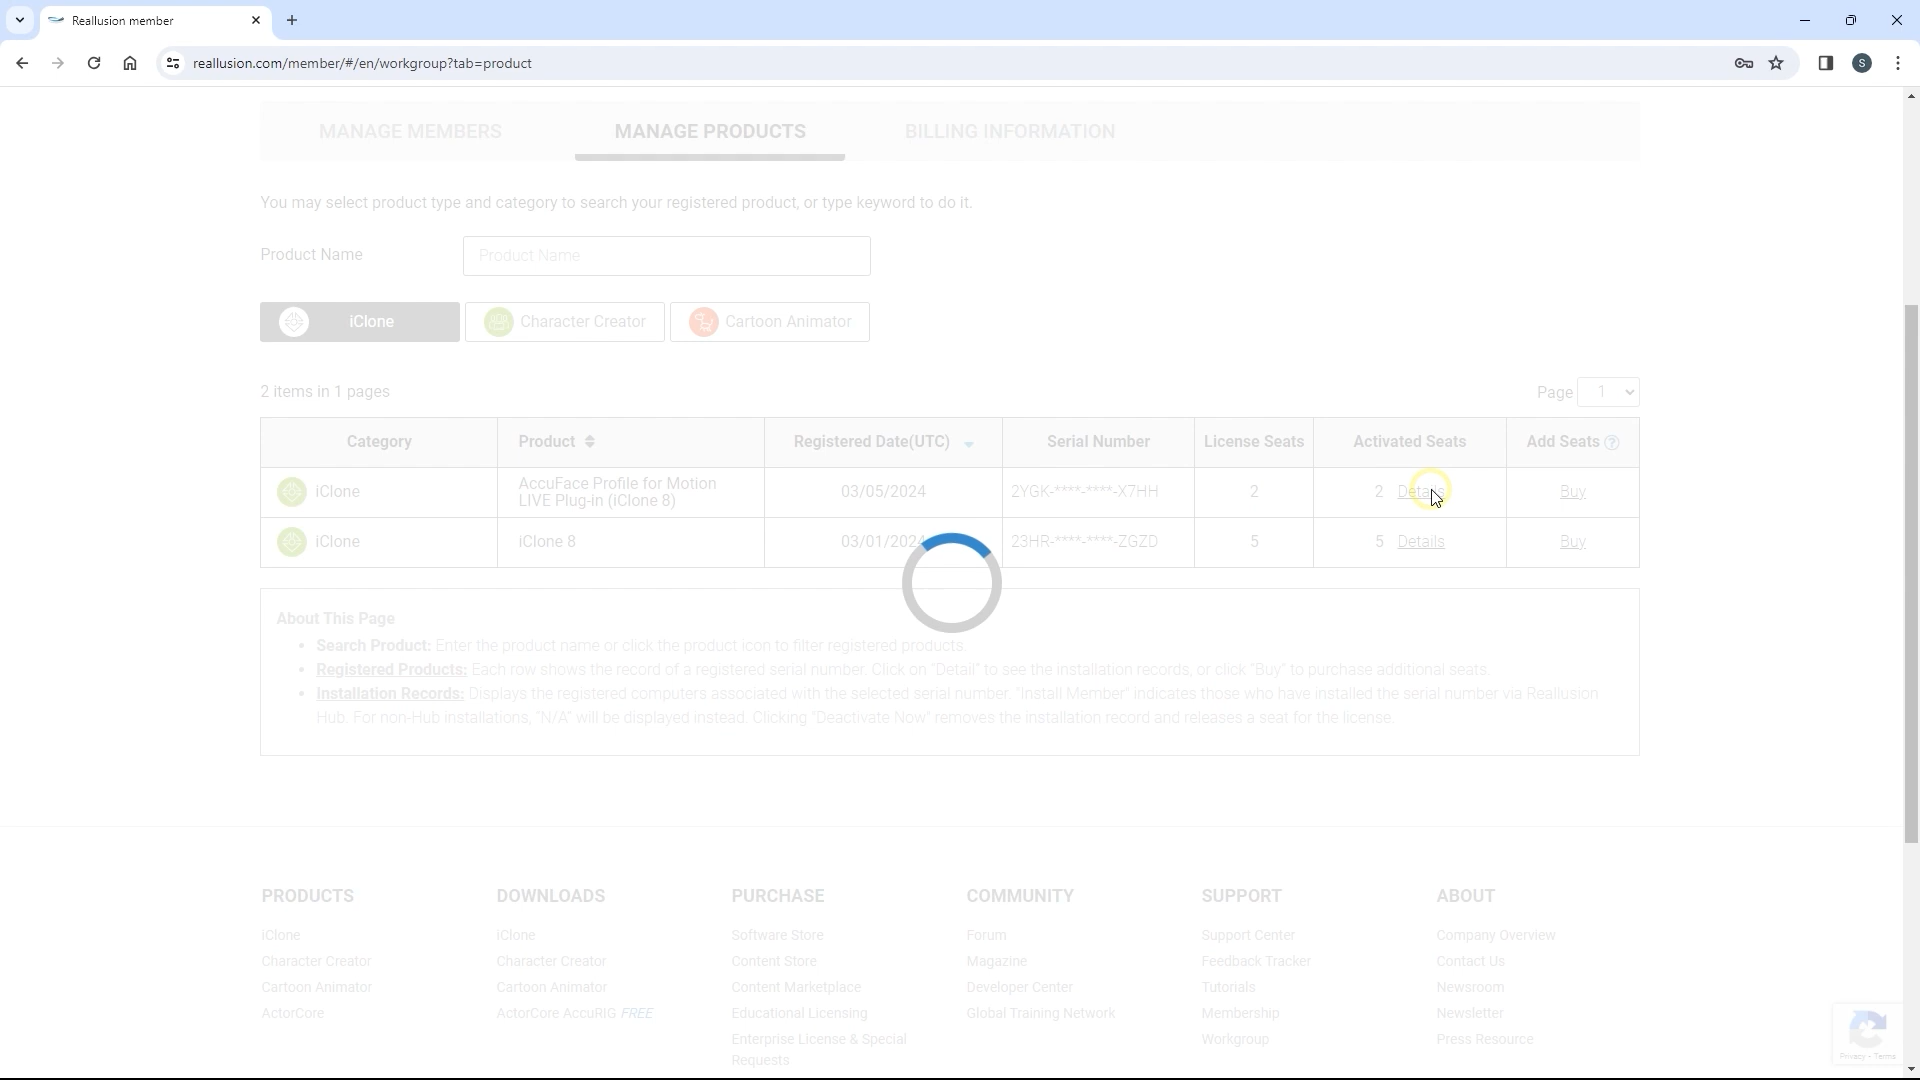 Reallusion member
reallusion.com/member/#/en/workgroup?tab=product
S
MANAGE MEMBERS
MANAGE PRODUCTS
BILLING INFORMATION
You may select product type and category to search your registered product, or type keyword to do it.
Product Name
Product Name
iClone
Character Creator
Cartoon Animator
2 items in 1 pages
Page
1
Category
Product
Registered Date(UTC)
Serial Number
License Seats
Activated Seats
Add Seats ?
iClone
AccuFace Profile for Motion
LIVE Plug-in (iClone 8)
03/05/2024
2YGK-****-****-X7HH
2
2 Details
Buy
iClone
iClone 8
03/01/2024
23HR-****-****-ZGZD
5
5 Details
Buy
About This Page
• Search Product: Enter the product name or click the product icon to filter registered products.
• Registered Products: Each row shows the record of a registered serial number. Click on "Detail" to see the installation records, or click "Buy" to purchase additional seats.
• Installation Records: Displays the registered computers associated with the selected serial number. "Install Member" indicates those who have installed the serial number via Reallusion
Hub. For non-Hub installations, "N/A" will be displayed instead. Clicking "Deactivate Now" removes the installation record and releases a seat for the license.
PRODUCTS
iClone
Character Creator
Cartoon Animator
ActorCore
DOWNLOADS
iClone
Character Creator
Cartoon Animator
ActorCore AccuRIG FREE
PURCHASE
Software Store
Content Store
Content Marketplace
Educational Licensing
Enterprise License & Special
Requests
COMMUNITY
Forum
Magazine
Developer Center
Global Training Network
SUPPORT
Support Center
Feedback Tracker
Tutorials
Membership
Workgroup
ABOUT
Company Overview
Contact Us
Newsroom
Newsletter
Press Resource
Privacy - Terms